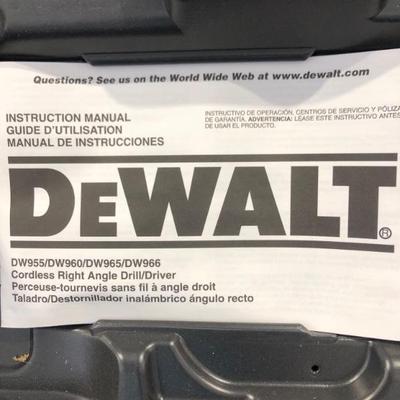 Questions? See us on the World Wide Web at www.dewalt.com
INSTRUCTION MANUAL
GUIDE D'UTILISATION
MANUAL DE INSTRUCCIONES
INSTRUCTIVO DE OPERACIÓN, CENTROS DE SERVICIO Y PÓLIZA
DE GARANTÍA. ADVERTENCIA: LÉASE ESTE INSTRUCTIVO ANTES
DE USAR EL PRODUCTO.
DEWALT®
DW955/DW960/DW965/DW966
Cordless Right Angle Drill/Driver
Perceuse-tournevis sans fil à angle droit
Taladro/Destornillador inalámbrico ángulo recto